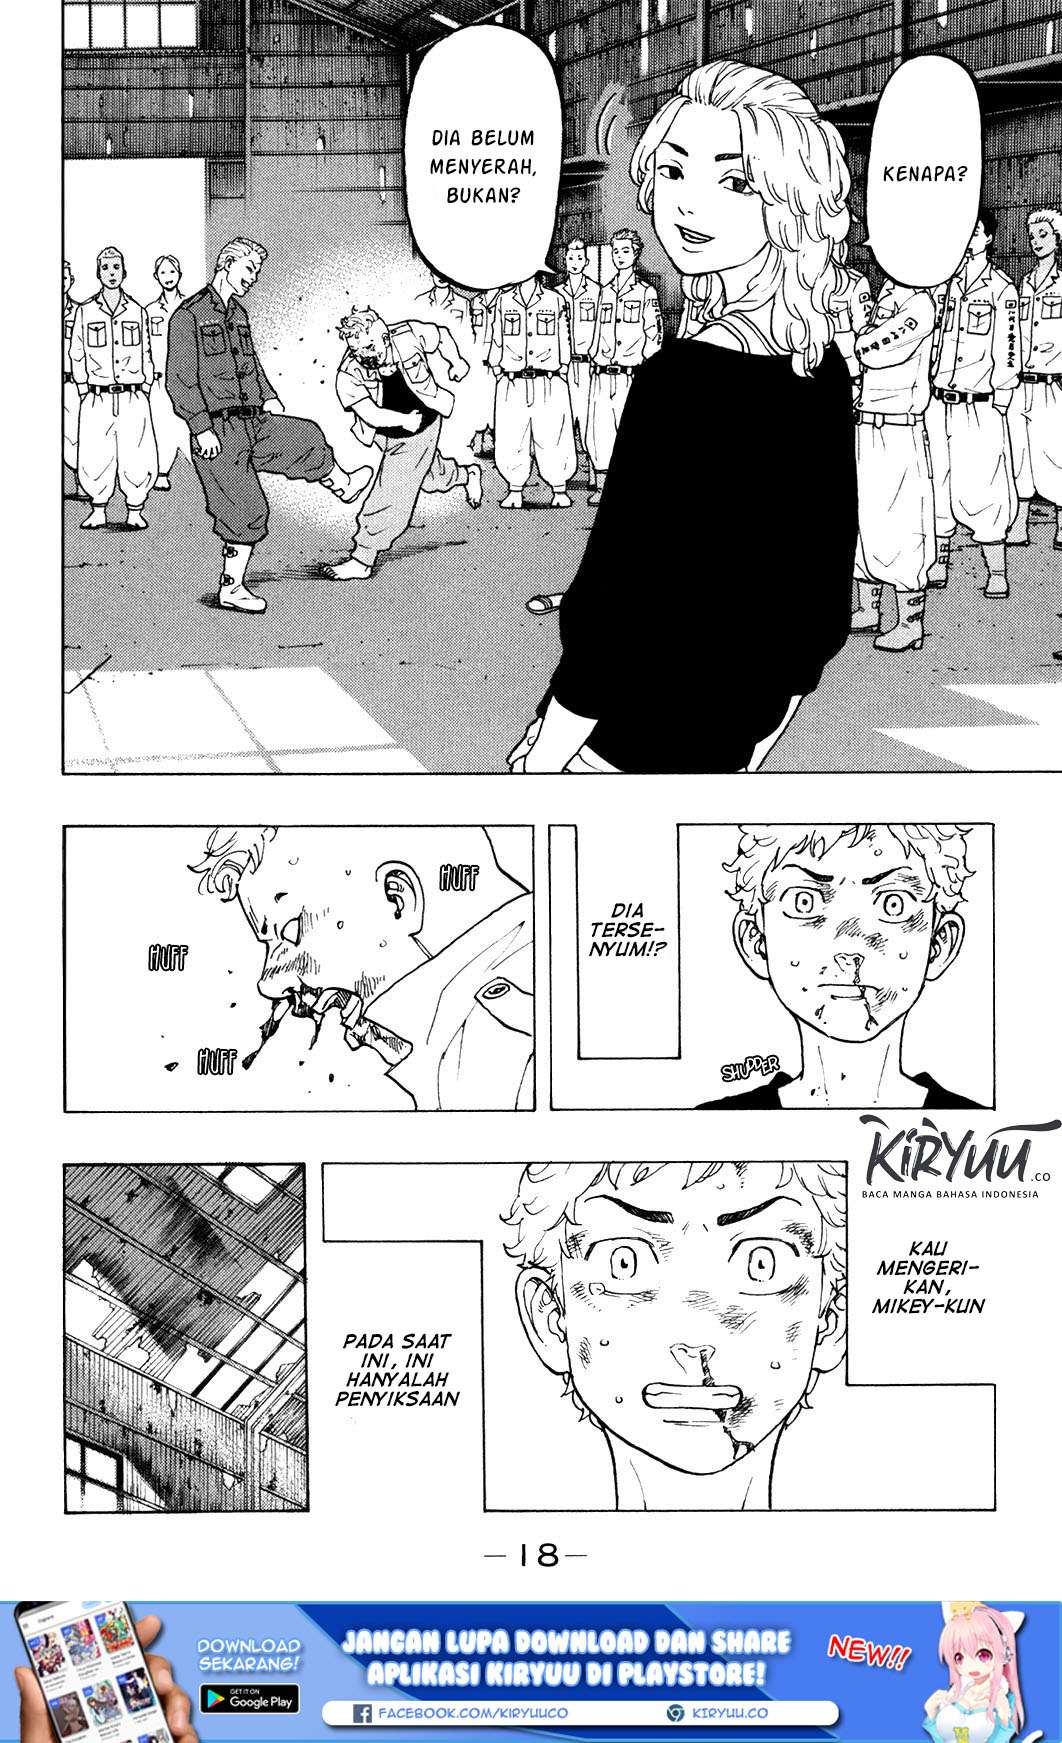 KENAPA?
DIA BELUM
MENYERAH,
BUKAN?
DIA
TERSE-
NYUM!?
SHUDDER
HUFF
HUFF
HUFF
KIRYUU.CO
BACA MANGA BAHASA INDONESIA
KAU
MENGERI-
KAN,
MIKEY-KUN
PADA SAAT
INI, INI
HANYALAH
PENYIKSAAN
—18—
DOWNLOAD
SEKARANG!
GET IT ON
Google Play
JANGAN LUPA DOWNLOAD DAN SHARE
APLIKASI KIRYUU DI PLAYSTORE!
FACEBOOK.COM/KIRYUUCO
KIRYUU.CO
NEW!!